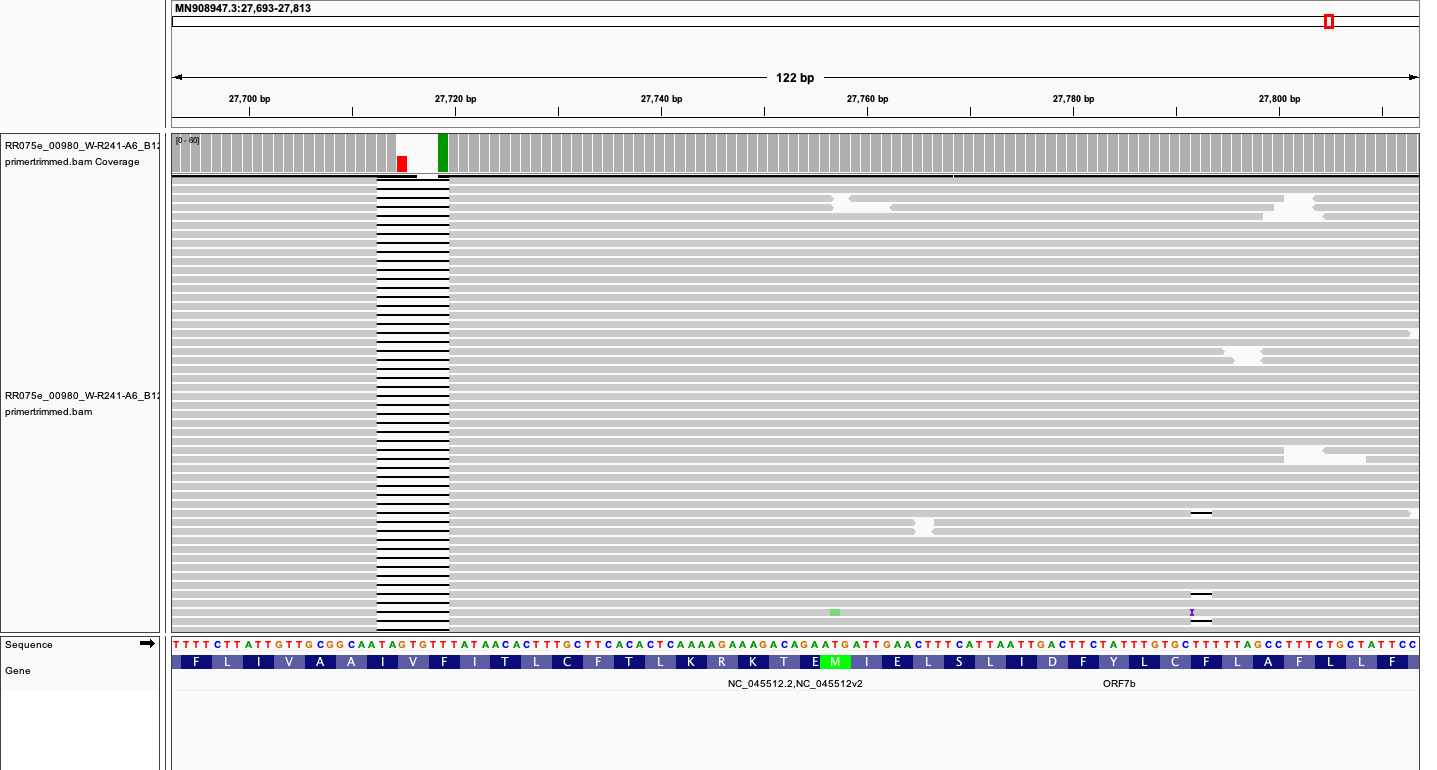 MN908947.3:27,693-27,813
122 bp
27,700 bp 27,720 bp 27,740 bp 27,760 bp 27,780 bp 27,800 bp
RR075e_00980_W-R241-A6_B12
primertrimmed.bam Coverage
[0 - 60]
RR075e_00980_W-R241-A6_B12
primertrimmed.bam
Sequence TTTTCTTATTGTTGCGGCAATAGTGTTTATAACACTTTGCTTCACACTCAAAAGAAAGACAGAATGATTGAACTTTCATTAATTGACTTCTATTTGTGCTTTTTAGCCTTTCTGCTATTCC
Gene F L I V A A I V F I T L C F T L K R K T E M I E L S L I D F Y L C F L A F L L F
NC_045512.2,NC_045512v2 ORF7b